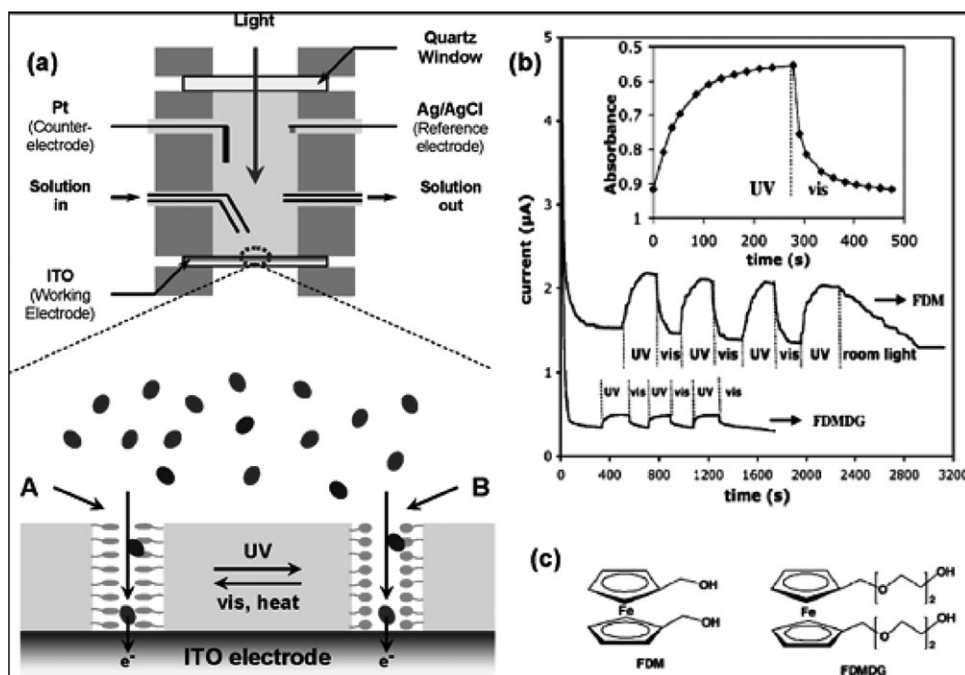 (a)
Light
Quartz
Window
Pt
(Counter-
electrode)
Ag/AgCl
(Reference
electrode)
Solution
in
Solution
out
ITO
(Working
Electrode)
A
B
UV
vis, heat
e-
e-
ITO electrode
(b)
5
4
3
2
1
0
current (µA)
0.5
0.6
0.7
0.8
0.9
1
Absorbance
UV
vis
0 100 200 300 400 500
time (s)
FDM
UV vis UV vis UV vis UV room light
UV vis UV vis UV vis
FDMDG
0 400 800 1200 1600 2000 2400 2800 3200
time (s)
(c)
OH
Fe
OH
FDM
O
2
OH
Fe
O
2
OH
FDMDG